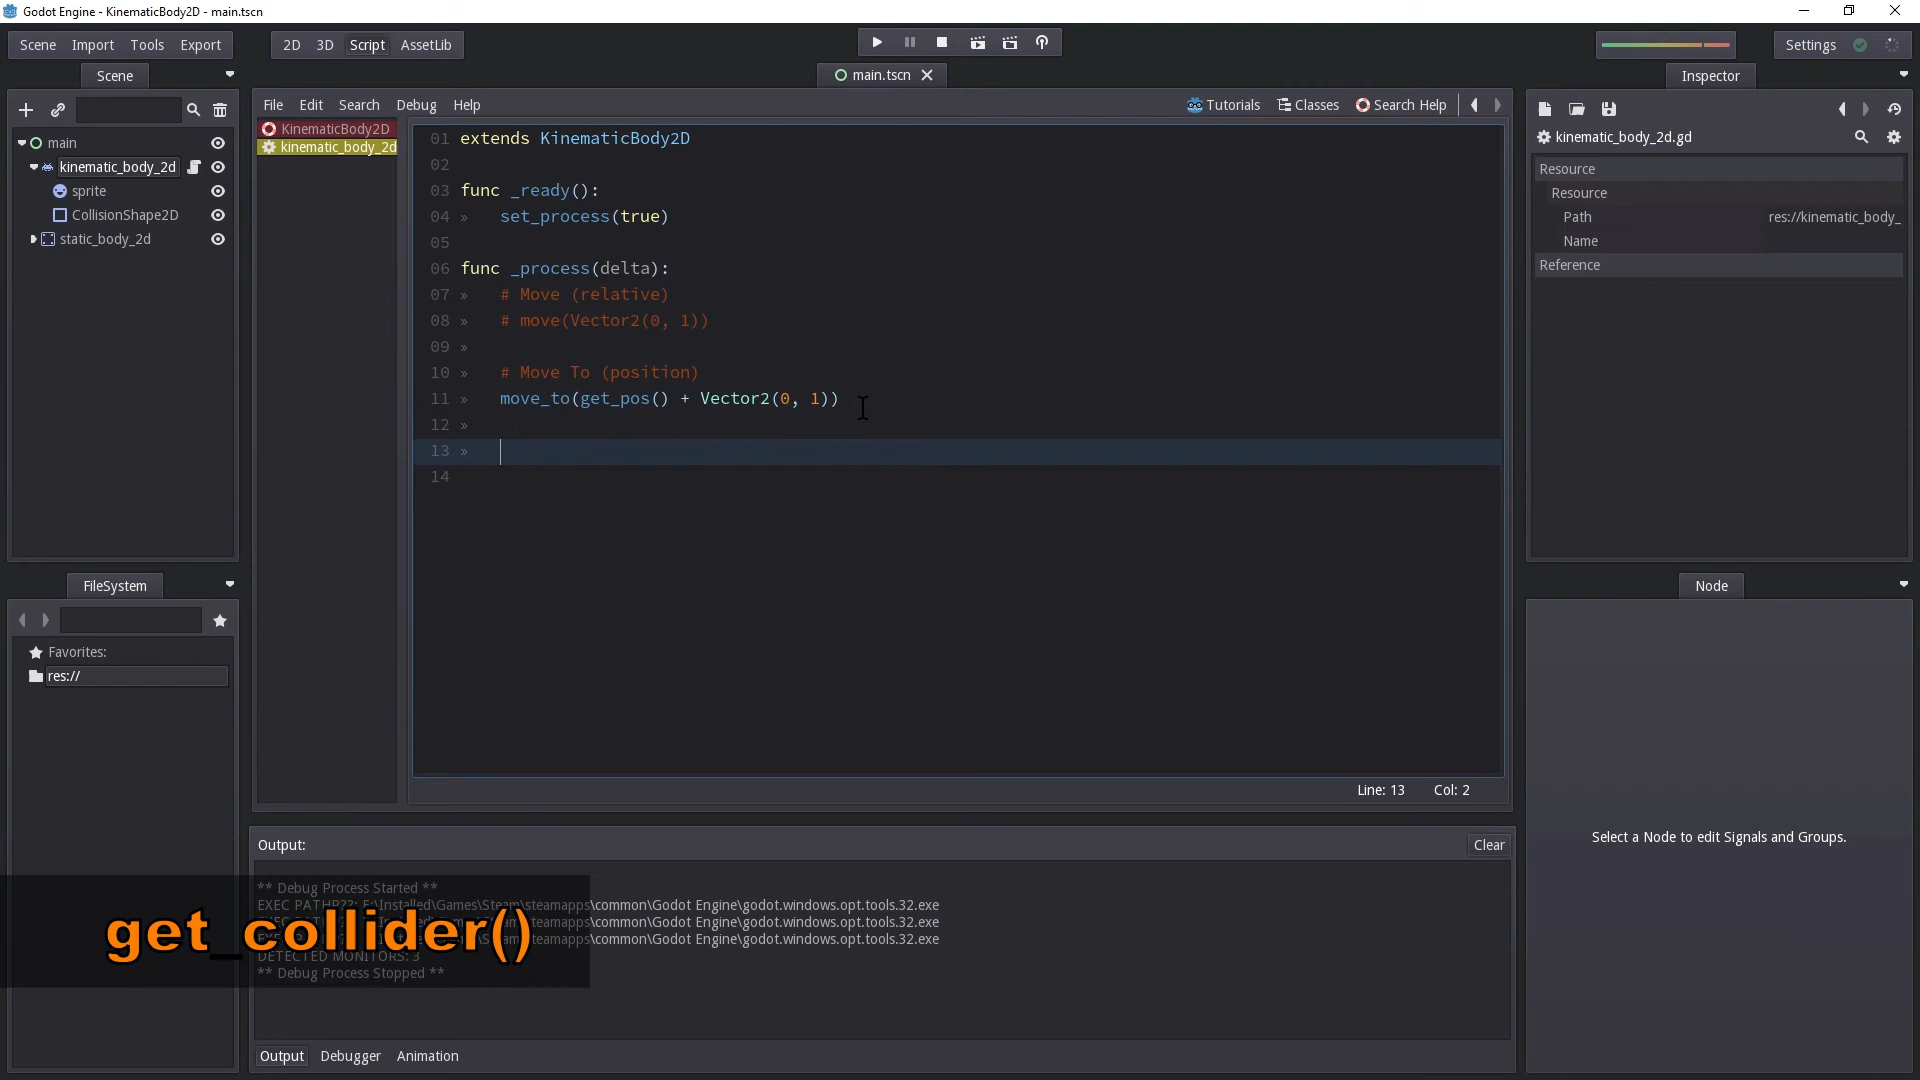 Godot Engine - KinematicBody2D - main.tscn
Scene Import Tools Export
2D 3D Script AssetLib
Settings
Scene
main.tscn
Inspector
File Edit Search Debug Help
Tutorials Classes Search Help
KinematicBody2D
kinematic_body_2d
main
kinematic_body_2d
sprite
CollisionShape2D
static_body_2d
01 extends KinematicBody2D
02
03 func _ready():
04 » set_process(true)
05
06 func _process(delta):
07 » # Move (relative)
08 » # move(Vector2(0, 1))
09 »
10 » # Move To (position)
11 » move_to(get_pos() + Vector2(0, 1))
12 »
13 »
14
Line: 13 Col: 2
kinematic_body_2d.gd
Resource
Resource
Path res://kinematic_body_
Name
Reference
FileSystem
Favorites:
res://
Node
Select a Node to edit Signals and Groups.
Output: Clear
** Debug Process Started **
\common\Godot Engine\godot.windows.opt.tools.32.exe
\common\Godot Engine\godot.windows.opt.tools.32.exe
\common\Godot Engine\godot.windows.opt.tools.32.exe
DETECTED MONITORS: 3
** Debug Process Stopped **
get_collider()
Output Debugger Animation